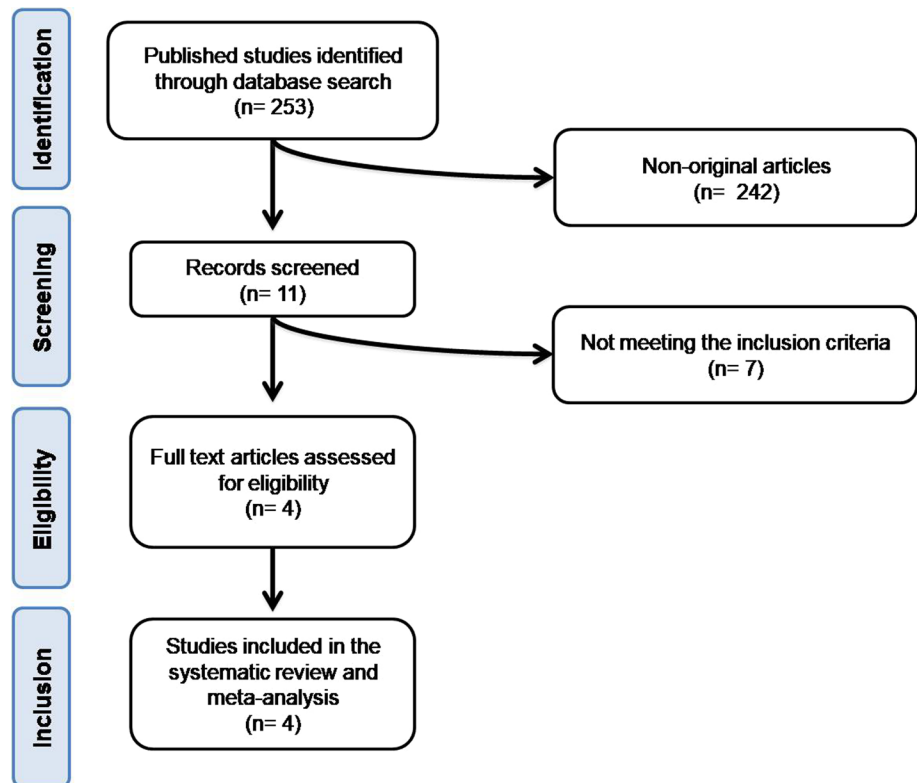 Identification
Published studies identified
through database search
(n= 253)
Non-original articles
(n= 242)
Screening
Records screened
(n= 11)
Not meeting the inclusion criteria
(n= 7)
Eligibility
Full text articles assessed
for eligibility
(n= 4)
Inclusion
Studies included in the
systematic review and
meta-analysis
(n= 4)